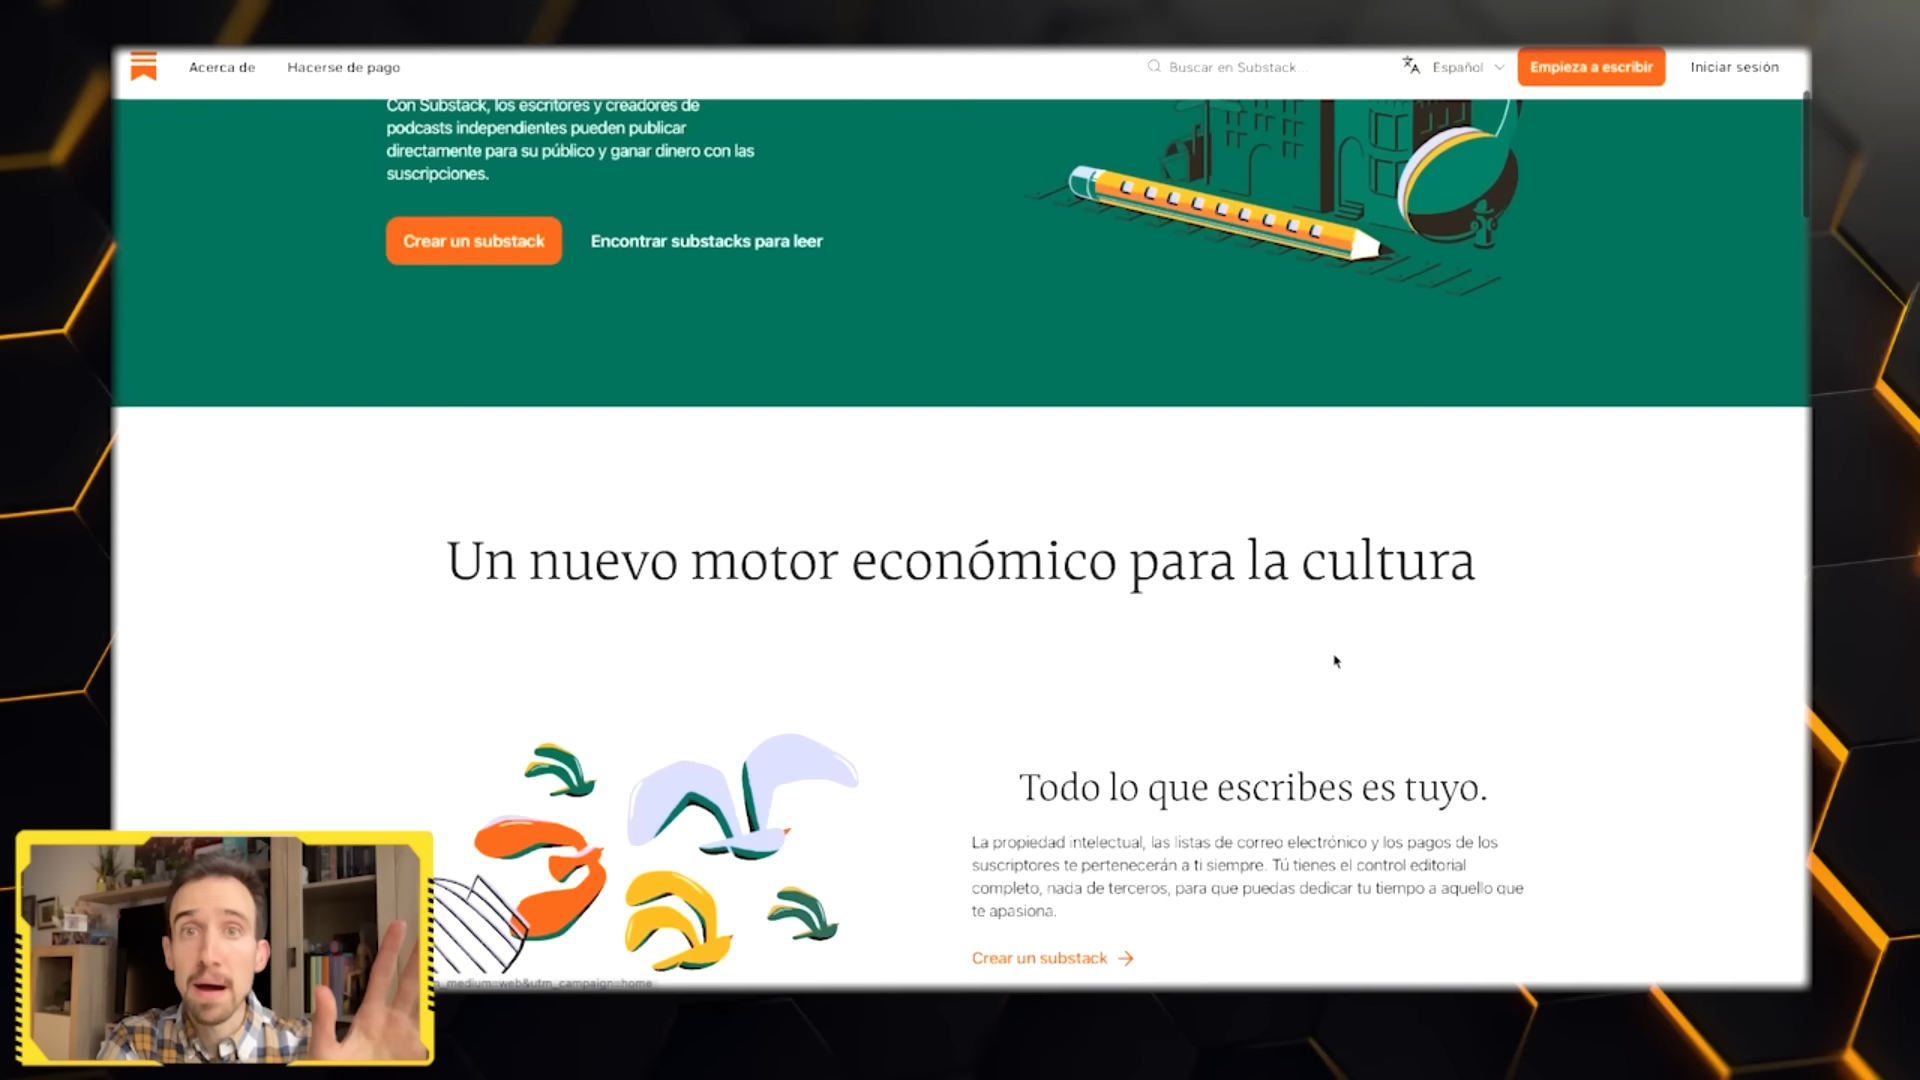 Acerca de
Hacerse de pago
Buscar en Substack...
Español
Empieza a escribir
Iniciar sesión
Con Substack, los escritores y creadores de
podcasts independientes pueden publicar
directamente para su público y ganar dinero con las
suscripciones.
Crear un substack
Encontrar substacks para leer
Un nuevo motor económico para la cultura
Todo lo que escribes es tuyo.
La propiedad intelectual, las listas de correo electrónico y los pagos de los
suscriptores te pertenecerán a ti siempre. Tú tienes el control editorial
completo, nada de terceros, para que puedas dedicar tu tiempo a aquello que
te apasiona.
Crear un substack
_medium=web&utm_campaign=home